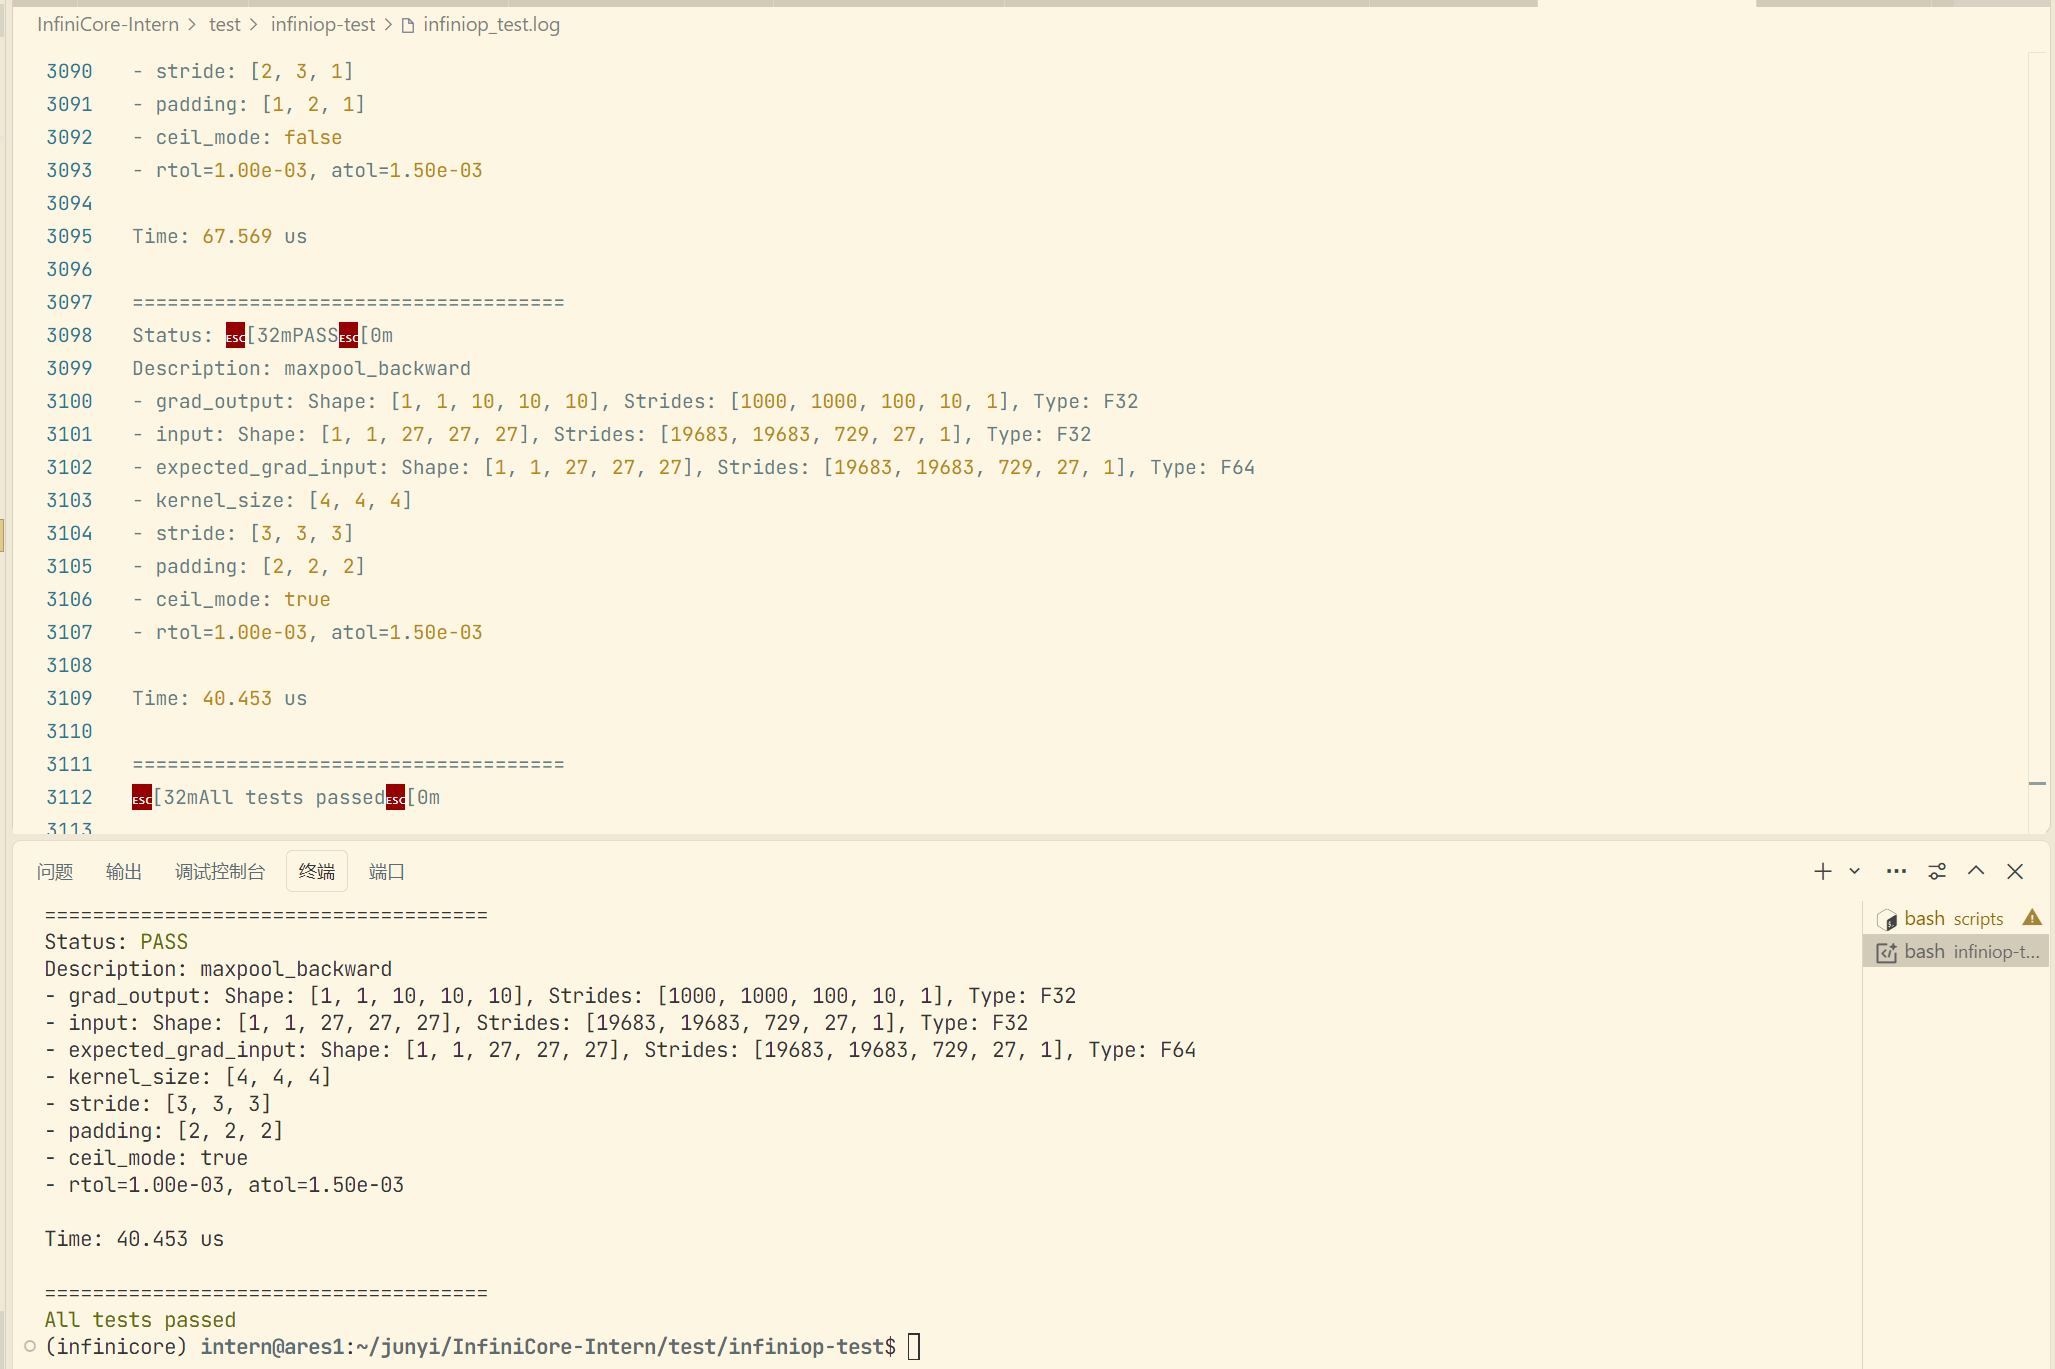 InfiniCore-Intern > test > infiniop-test > infiniop_test.log
3090 - stride: [2, 3, 1]
3091 - padding: [1, 2, 1]
3092 - ceil_mode: false
3093 - rtol=1.00e-03, atol=1.50e-03
3094
3095 Time: 67.569 us
3096
3097 =====================================
3098 Status: ESC[32mPASSESC[0m
3099 Description: maxpool_backward
3100 - grad_output: Shape: [1, 1, 10, 10, 10], Strides: [1000, 1000, 100, 10, 1], Type: F32
3101 - input: Shape: [1, 1, 27, 27, 27], Strides: [19683, 19683, 729, 27, 1], Type: F32
3102 - expected_grad_input: Shape: [1, 1, 27, 27, 27], Strides: [19683, 19683, 729, 27, 1], Type: F64
3103 - kernel_size: [4, 4, 4]
3104 - stride: [3, 3, 3]
3105 - padding: [2, 2, 2]
3106 - ceil_mode: true
3107 - rtol=1.00e-03, atol=1.50e-03
3108
3109 Time: 40.453 us
3110
3111 =====================================
3112 ESC[32mAll tests passedESC[0m
3113
问题 输出 调试控制台 终端 端口
=====================================
Status: PASS
Description: maxpool_backward
- grad_output: Shape: [1, 1, 10, 10, 10], Strides: [1000, 1000, 100, 10, 1], Type: F32
- input: Shape: [1, 1, 27, 27, 27], Strides: [19683, 19683, 729, 27, 1], Type: F32
- expected_grad_input: Shape: [1, 1, 27, 27, 27], Strides: [19683, 19683, 729, 27, 1], Type: F64
- kernel_size: [4, 4, 4]
- stride: [3, 3, 3]
- padding: [2, 2, 2]
- ceil_mode: true
- rtol=1.00e-03, atol=1.50e-03
Time: 40.453 us
=====================================
All tests passed
(infinicore) intern@ares1:~/junyi/InfiniCore-Intern/test/infiniop-test$
bash scripts
bash infiniop-t...